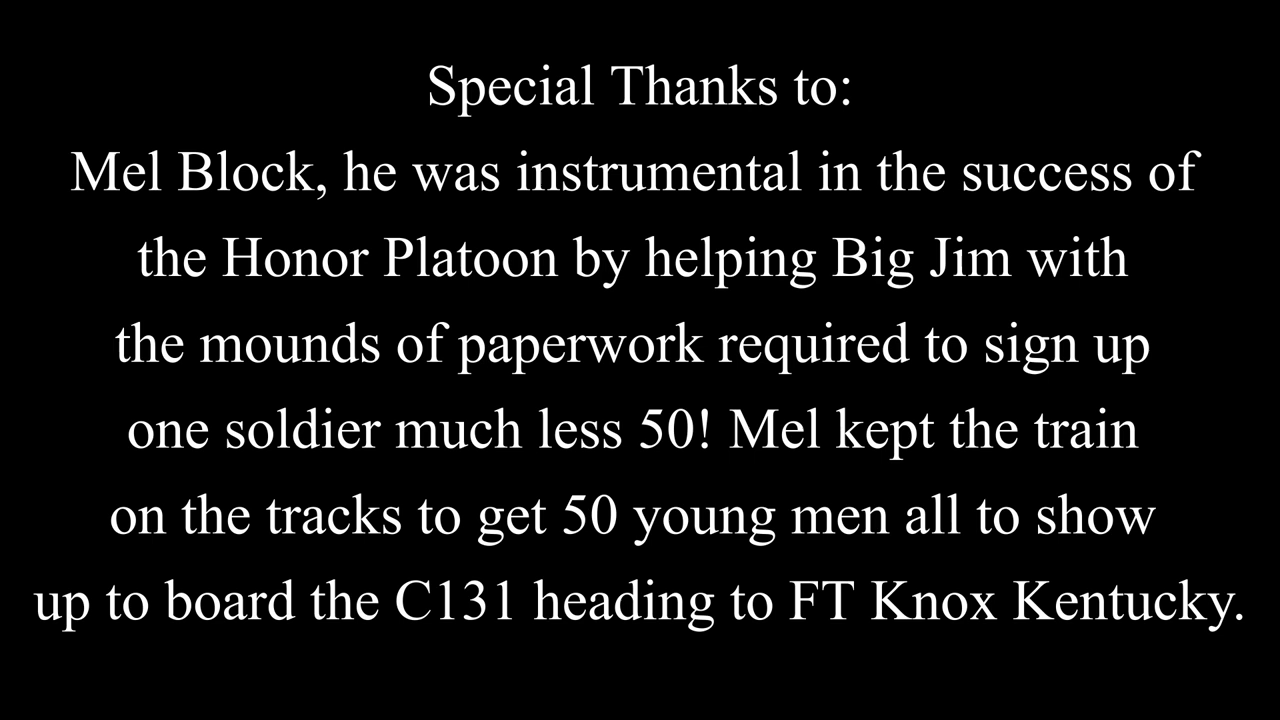 Special Thanks to:
Mel Block, he was instrumental in the success of
the Honor Platoon by helping Big Jim with
the mounds of paperwork required to sign up
one soldier much less 50! Mel kept the train
on the tracks to get 50 young men all to show
up to board the C131 heading to FT Knox Kentucky.